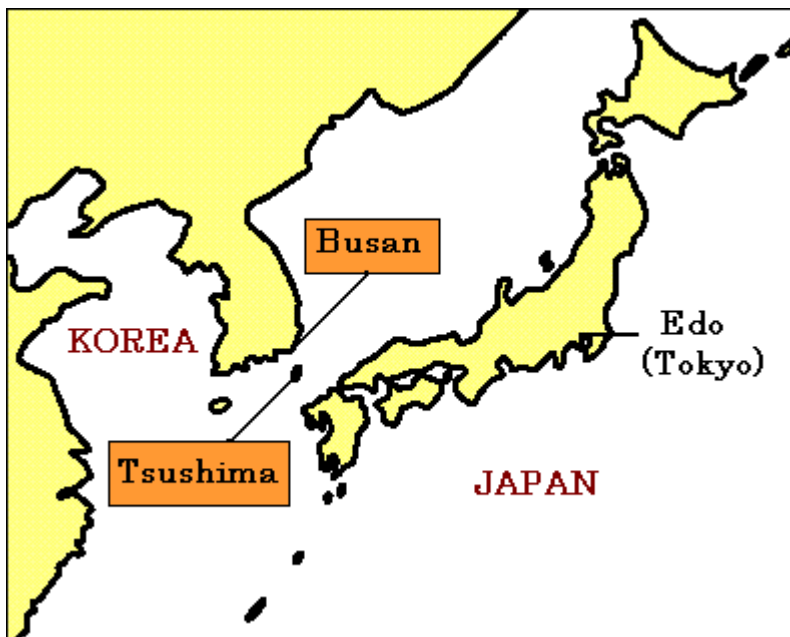 Busan
KOREA
Edo
(Tokyo)
Tsushima
JAPAN